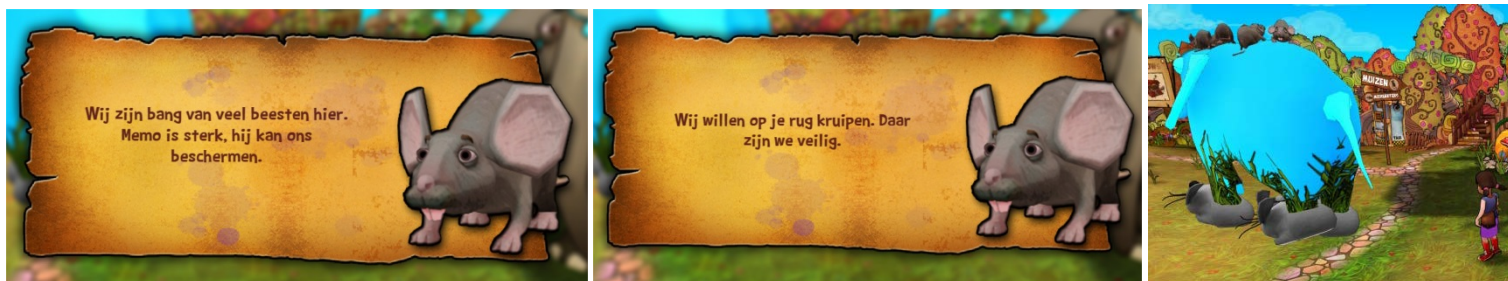 Wij zijn bang van veel beesten hier.
Memo is sterk, hij kan ons
beschermen.
Wij willen op je rug kruipen. Daar
zijn we veilig.
MUIZEN